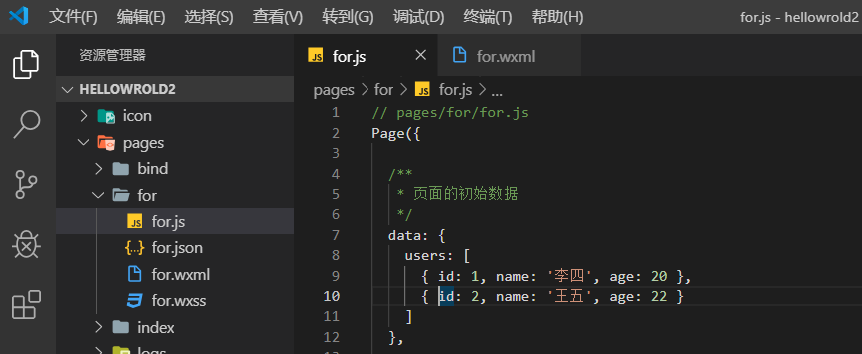 文件(F) 编辑(E) 选择(S) 查看(V) 转到(G) 调试(D) 终端(T) 帮助(H) for.js - hellowrold2
资源管理器
HELLOWROLD2
icon
pages
bind
for
for.js
for.json
for.wxml
for.wxss
index
logs
JS for.js × for.wxml
pages > for > JS for.js > ...
1 // pages/for/for.js
2 Page({
3
4 /**
5 * 页面的初始数据
6 */
7 data: {
8 users: [
9 { id: 1, name: '李四', age: 20 },
10 { id: 2, name: '王五', age: 22 }
11 ]
12 },